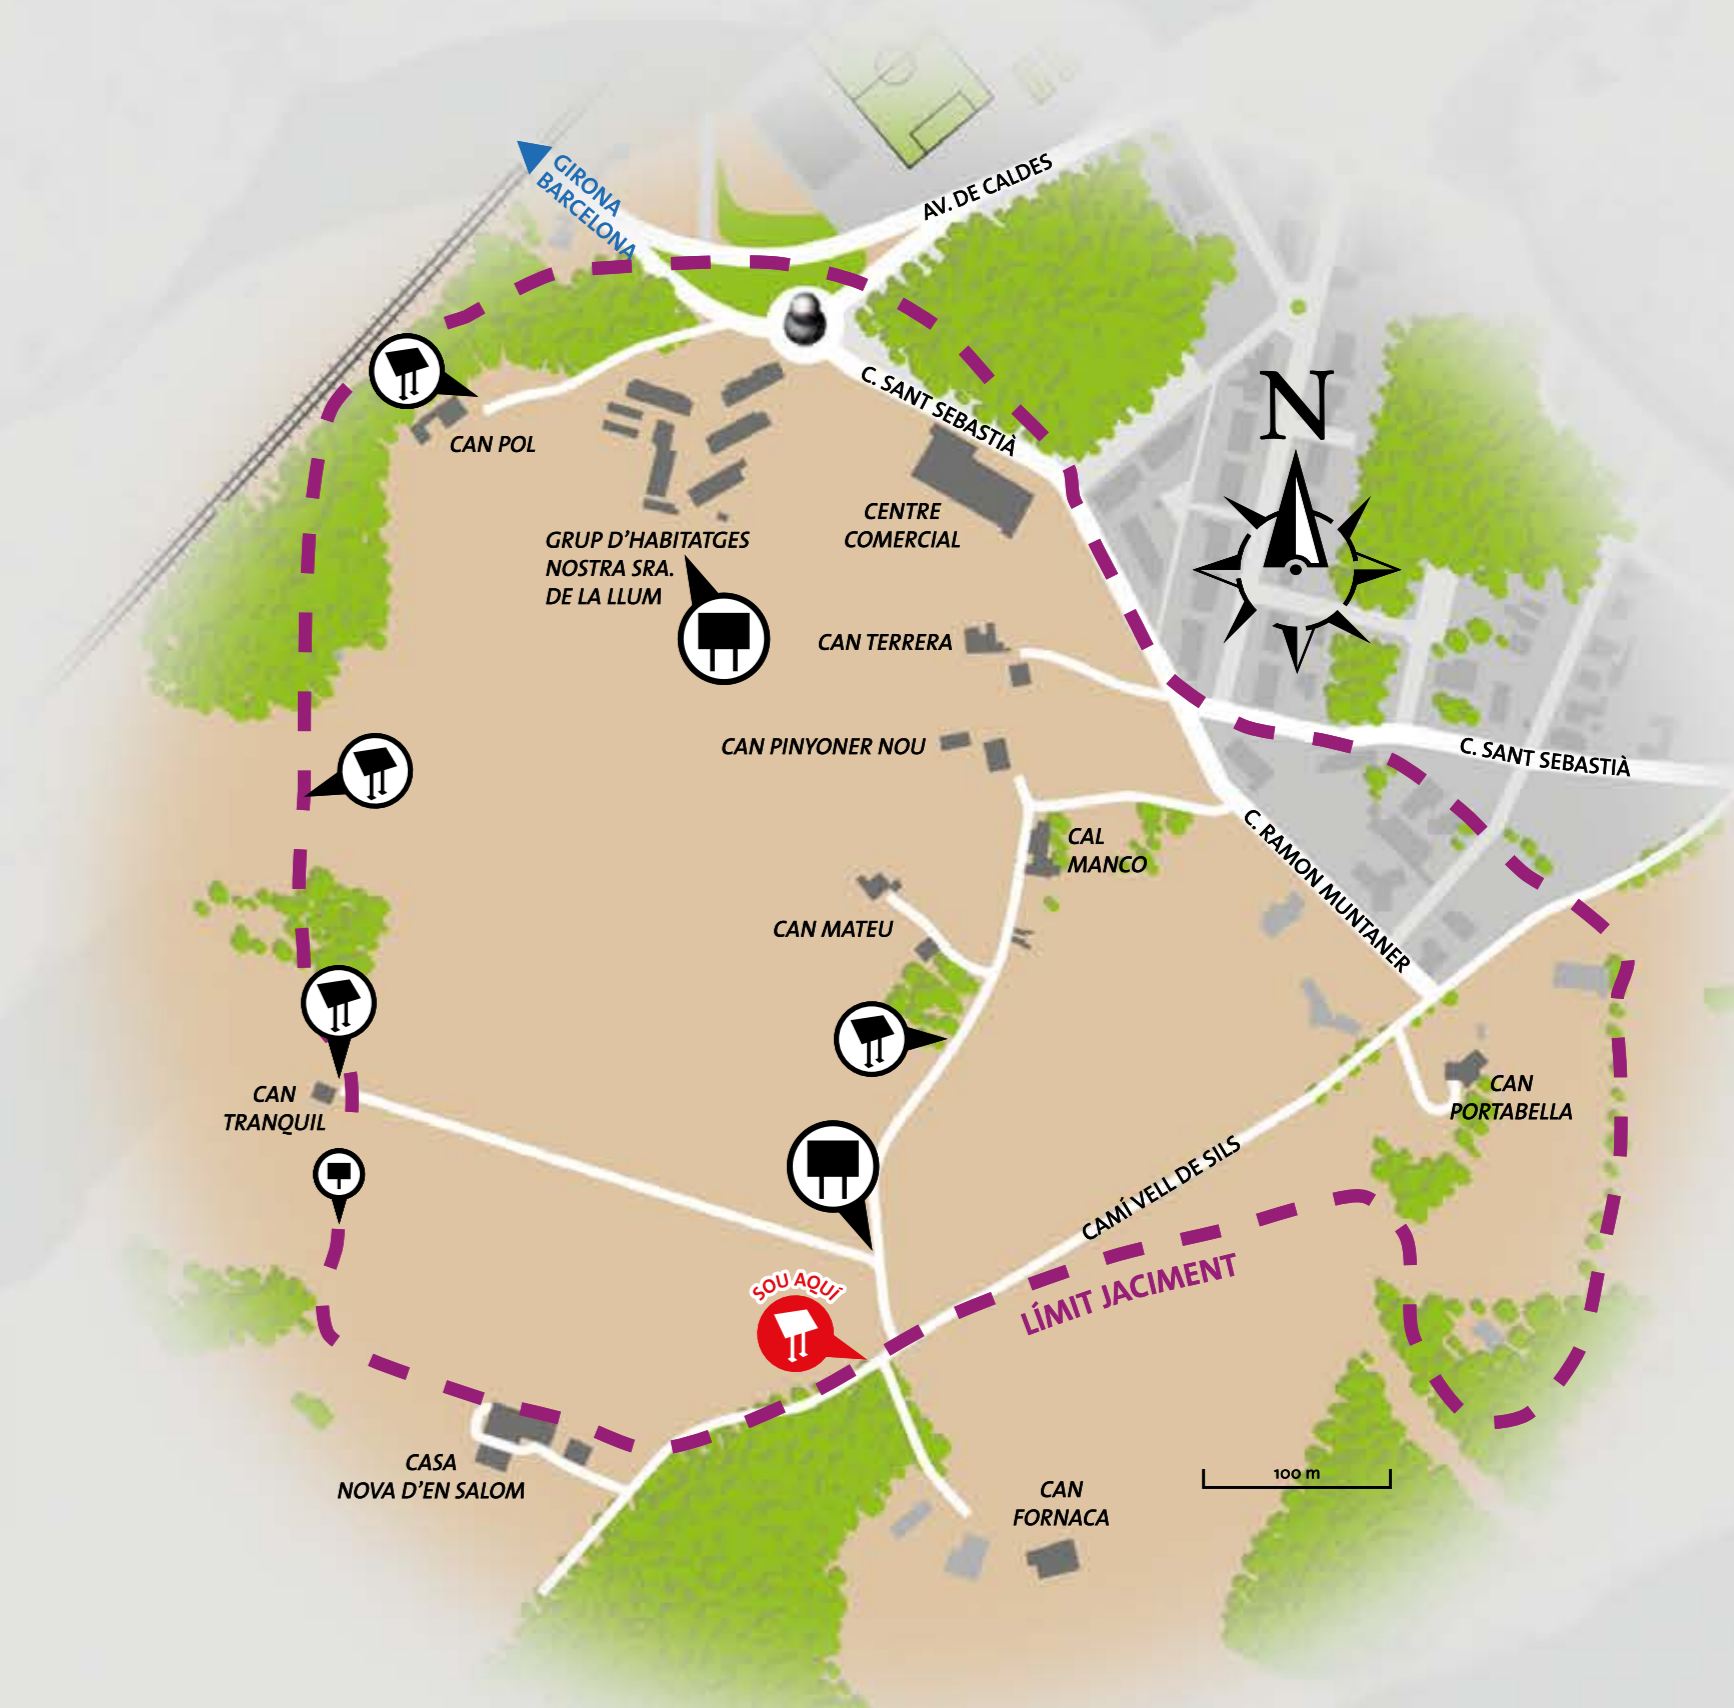 GIRONA
BARCELONA
AV. DE CALDES
C. SANT SEBASTIÀ
N
CAN POL
CENTRE
COMERCIAL
GRUP D'HABITATGES
NOSTRA SRA.
DE LA LLUM
CAN TERRERA
CAN PINYONER NOU
C. SANT SEBASTIÀ
CAL
MANCO
C. RAMON MUNTANER
CAN MATEU
CAN
TRANQUIL
CAN
PORTABELLA
CAMÍ VELL DE SILS
SOU AQUÍ
LÍMIT JACIMENT
CASA
NOVA D'EN SALOM
CAN
FORNACA
100 m